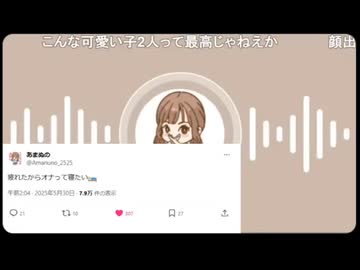 こんな可愛い子2人って最高じゃねえか
顔出
あまぬの
@Amanuno_2525
疲れたからオナって寝たい🛌
午前2:04 · 2025年5月30日 · 7.9万 件の表示
21
10
307
27